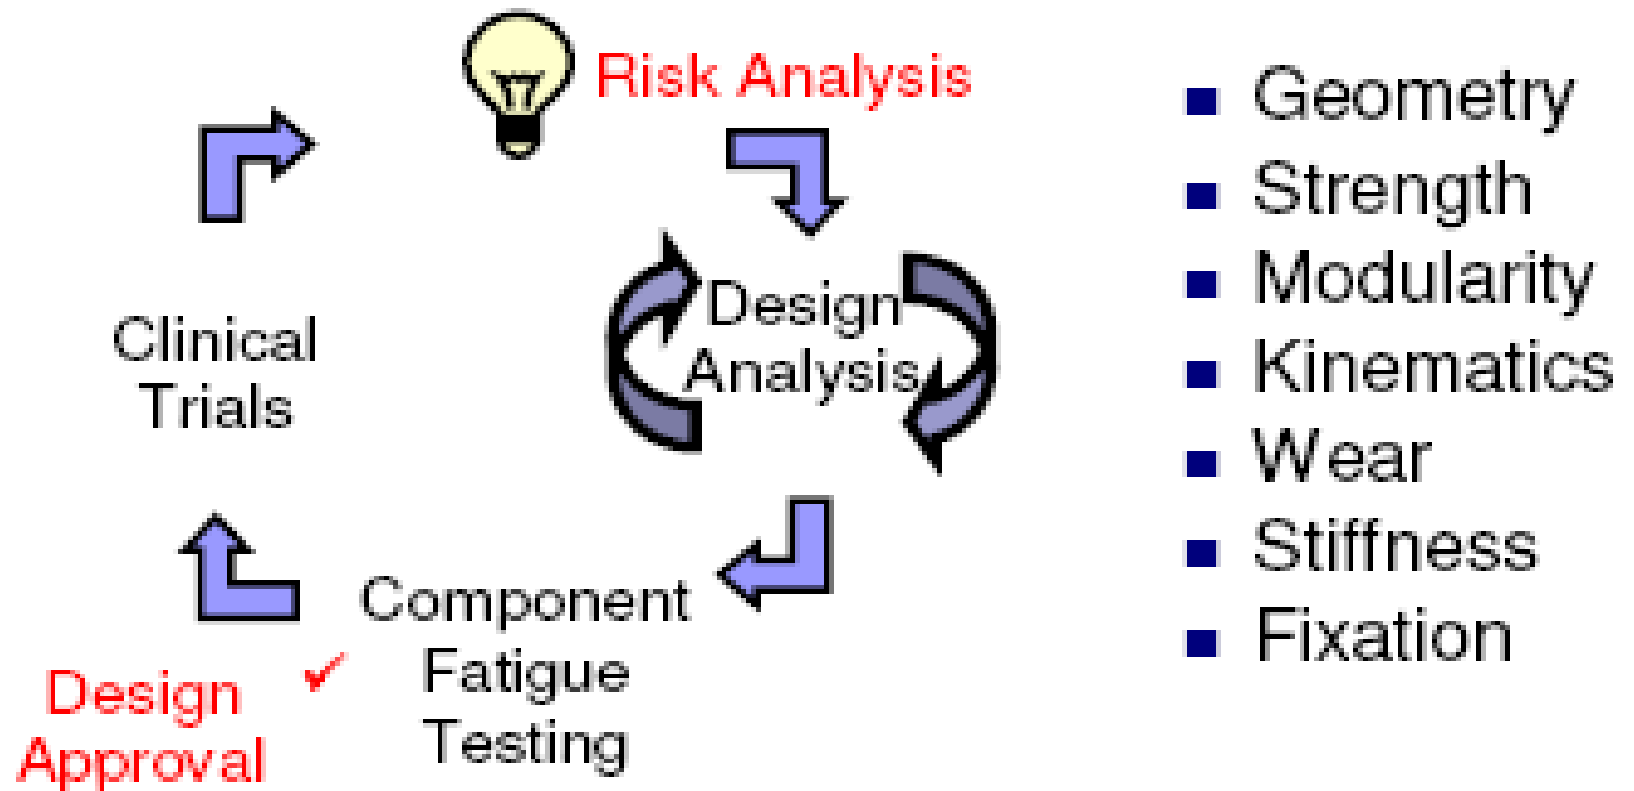 Risk Analysis
Design
Analysis
Component
Fatigue
Testing
Design
Approval
Clinical
Trials
Geometry
Strength
Modularity
Kinematics
Wear
Stiffness
Fixation